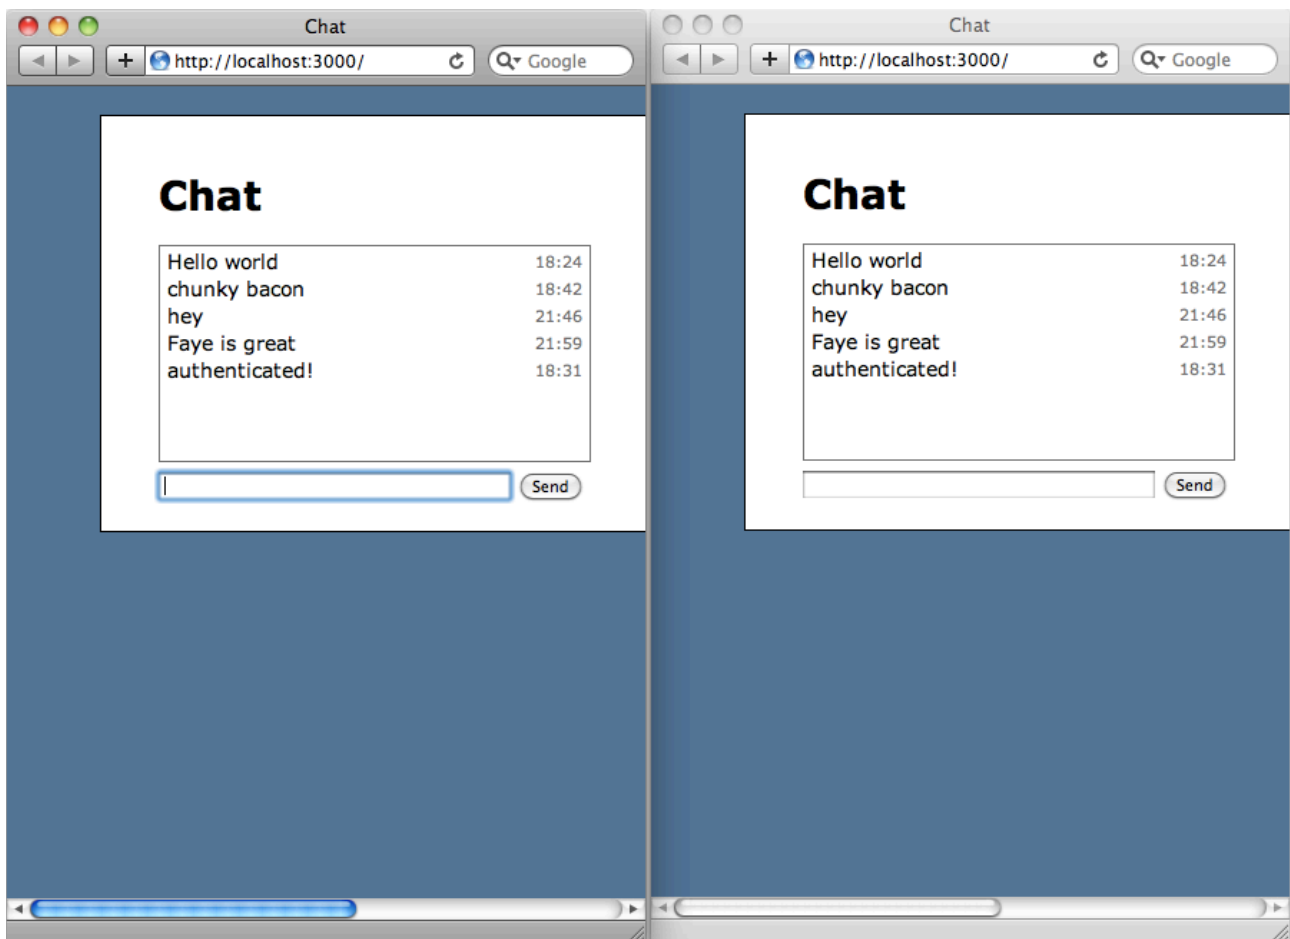 Chat
http://localhost:3000/
Google
Chat
Hello world 18:24
chunky bacon 18:42
hey 21:46
Faye is great 21:59
authenticated! 18:31
Send
Chat
http://localhost:3000/
Google
Chat
Hello world 18:24
chunky bacon 18:42
hey 21:46
Faye is great 21:59
authenticated! 18:31
Send